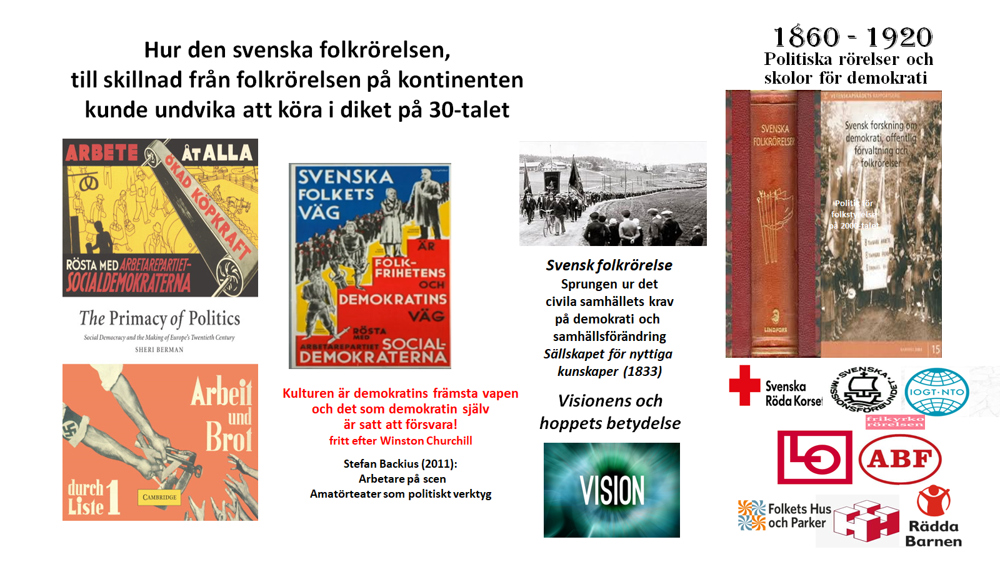 Hur den svenska folkrörelsen,
till skillnad från folkrörelsen på kontinenten
kunde undvika att köra i diket på 30-talet
1860 - 1920
Politiska rörelser och
skolor för demokrati
ARBETE ÅT ALLA
ÖKAD KÖPKRAFT
RÖSTA MED ARBETAREPARTIET-
SOCIALDEMOKRATERNA
The Primacy of Politics
Social Democracy and the Making of Europe's Twentieth Century
SHERI BERMAN
Arbeit
und
Brot
durch
Liste 1
CAMBRIDGE
SVENSKA
FOLKETS
VÄG
ÄR
FOLK-
FRIHETENS
OCH
DEMOKRATINS
VÄG
RÖSTA
MED
ARBETAREPARTIET SOCIAL-
DEMOKRATERNA
Kulturen är demokratins främsta vapen
och det som demokratin själv
är satt att försvara!
fritt efter Winston Churchill
Stefan Backius (2011):
Arbetare på scen
Amatörteater som politiskt verktyg
Svensk folkrörelse
Sprungen ur det
civila samhällets krav
på demokrati och
samhällsförändring
Sällskapet för nyttiga
kunskaper (1833)
Visionens och
hoppets betydelse
VISION
SVENSKA
FOLKRÖRELSER
LINDFORS
VETENSKAPSRÅDETS RAPPORTSERIE
Svensk forskning om
demokrati, offentlig
förvaltning och
folkrörelser
Politik för
folkstyrelse
på 2000-talet
15
Svenska
Röda Korset
SVENSKA
MISSIONSFÖRBUNDET
IOGT-NTO
frikyrko
rörelsen
LO
ABF
Folkets Hus
och Parker
Rädda
Barnen